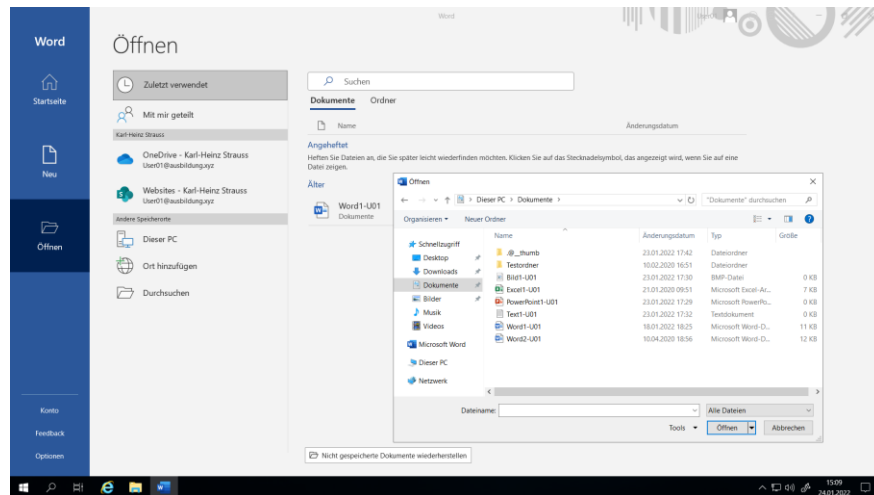 Word
Word
Öffnen
Startseite
Neu
Öffnen
Konto
Feedback
Optionen
Zuletzt verwendet
Mit mir geteilt
Karl-Heinz Strauss
OneDrive - Karl-Heinz Strauss
User01@ausbildung.xyz
Websites - Karl-Heinz Strauss
User01@ausbildung.xyz
Andere Speicherorte
Dieser PC
Ort hinzufügen
Durchsuchen
Suchen
Dokumente Ordner
Name Änderungsdatum
Angeheftet
Heften Sie Dateien an, die Sie später leicht wiederfinden möchten. Klicken Sie auf das Stecknadelsymbol, das angezeigt wird, wenn Sie auf eine
Datei zeigen.
Älter
Word1-U01
Dokumente
Nicht gespeicherte Dokumente wiederherstellen
Öffnen
Dieser PC > Dokumente >
"Dokumente" durchsuchen
Organisieren Neuer Ordner
Schnellzugriff
Desktop
Downloads
Dokumente
Bilder
Musik
Videos
Microsoft Word
Dieser PC
Netzwerk
Name Änderungsdatum Typ Größe
/@_thumb 23.01.2022 17:42 Dateiordner
Testordner 10.02.2020 16:51 Dateiordner
Bild1-U01 23.01.2022 17:30 BMP-Datei 0 KB
Excel1-U01 21.01.2020 09:51 Microsoft Excel-Ar... 7 KB
PowerPoint1-U01 23.01.2022 17:29 Microsoft PowerPo... 0 KB
Text1-U01 23.01.2022 17:32 Textdokument 0 KB
Word1-U01 18.01.2022 18:25 Microsoft Word-D... 11 KB
Word2-U01 10.04.2020 18:56 Microsoft Word-D... 12 KB
Dateiname: Alle Dateien
Tools Öffnen Abbrechen
15:09
24.01.2022